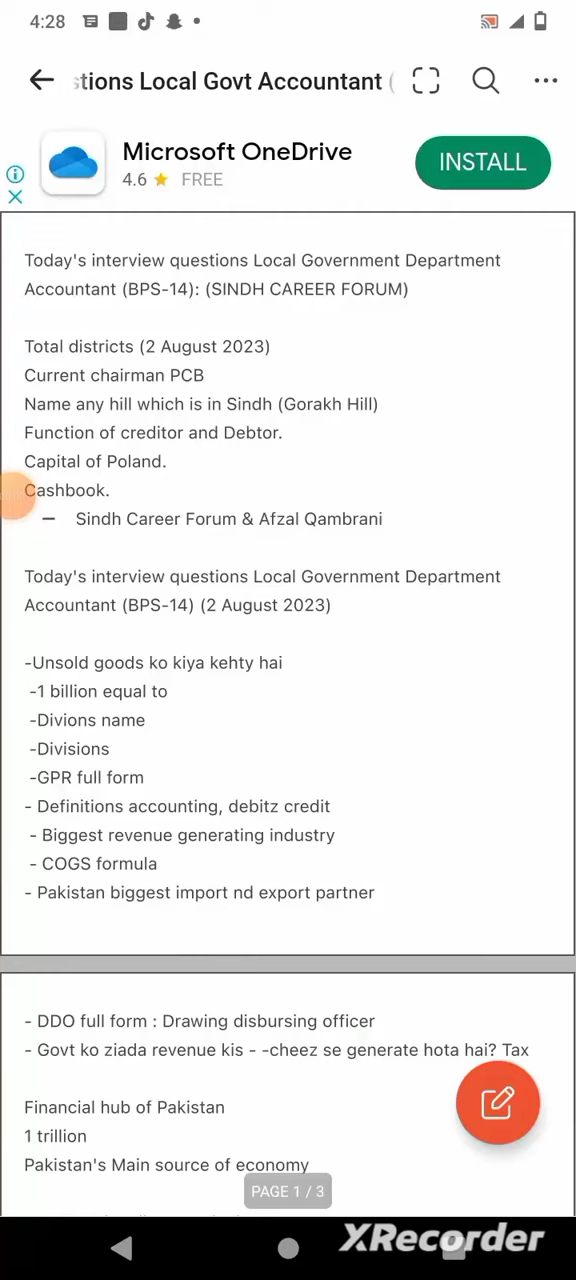 4:28
stions Local Govt Accountant (
Microsoft OneDrive
4.6 ★ FREE
INSTALL
Today's interview questions Local Government Department
Accountant (BPS-14): (SINDH CAREER FORUM)
Total districts (2 August 2023)
Current chairman PCB
Name any hill which is in Sindh (Gorakh Hill)
Function of creditor and Debtor.
Capital of Poland.
Cashbook.
– Sindh Career Forum & Afzal Qambrani
Today's interview questions Local Government Department
Accountant (BPS-14) (2 August 2023)
-Unsold goods ko kiya kehty hai
-1 billion equal to
-Divions name
-Divisions
-GPR full form
- Definitions accounting, debitz credit
- Biggest revenue generating industry
- COGS formula
- Pakistan biggest import nd export partner
- DDO full form : Drawing disbursing officer
- Govt ko ziada revenue kis - -cheez se generate hota hai? Tax
Financial hub of Pakistan
1 trillion
Pakistan's Main source of economy
PAGE 1 / 3
XRecorder